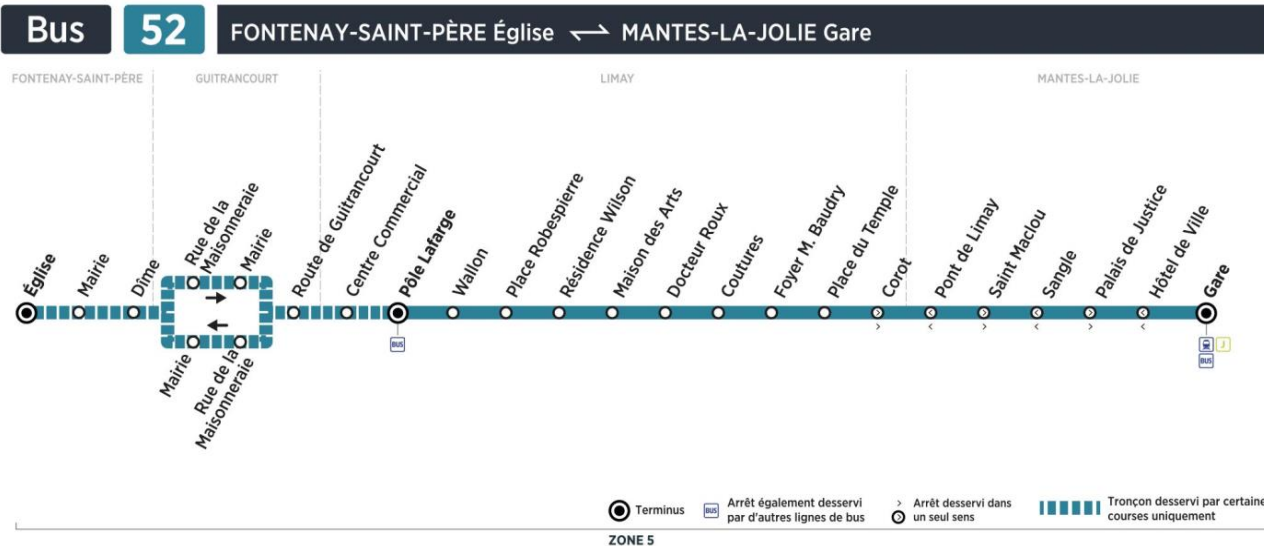 Bus 52 FONTENAY-SAINT-PÈRE Église ⇌ MANTES-LA-JOLIE Gare
FONTENAY-SAINT-PÈRE
GUITRANCOURT
LIMAY
MANTES-LA-JOLIE
Église
Mairie
Dîme
Rue de la
Maisonneraie
Mairie
Mairie
Rue de la
Maisonneraie
Route de Guitrancourt
Centre Commercial
Pôle Lafarge
BUS
Wallon
Place Robespierre
Résidence Wilson
Maison des Arts
Docteur Roux
Coutures
Foyer M. Baudry
Place du Temple
Corot
Pont de Limay
Saint Maclou
Sangle
Palais de Justice
Hôtel de Ville
Gare
J
BUS
Terminus
BUS
Arrêt également desservi
par d'autres lignes de bus
Arrêt desservi dans
un seul sens
Tronçon desservi par certaine
courses uniquement
ZONE 5